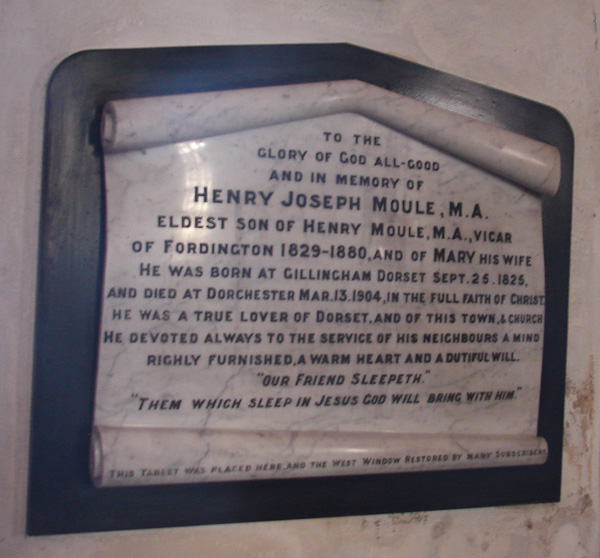 TO THE
GLORY OF GOD ALL-GOOD
AND IN MEMORY OF
HENRY JOSEPH MOULE, M.A.
ELDEST SON OF HENRY MOULE, M.A., VICAR
OF FORDINGTON 1829-1880, AND OF MARY HIS WIFE
HE WAS BORN AT GILLINGHAM DORSET SEPT. 25. 1825,
AND DIED AT DORCHESTER MAR. 13. 1904, IN THE FULL FAITH OF CHRIST.
HE WAS A TRUE LOVER OF DORSET, AND OF THIS TOWN, & CHURCH
HE DEVOTED ALWAYS TO THE SERVICE OF HIS NEIGHBOURS A MIND
RIGHLY FURNISHED, A WARM HEART AND A DUTIFUL WILL.
"OUR FRIEND SLEEPETH."
"THEM WHICH SLEEP IN JESUS GOD WILL BRING WITH HIM."
THIS TABLET WAS PLACED HERE, AND THE WEST WINDOW RESTORED BY MANY SUBSCRIBERS